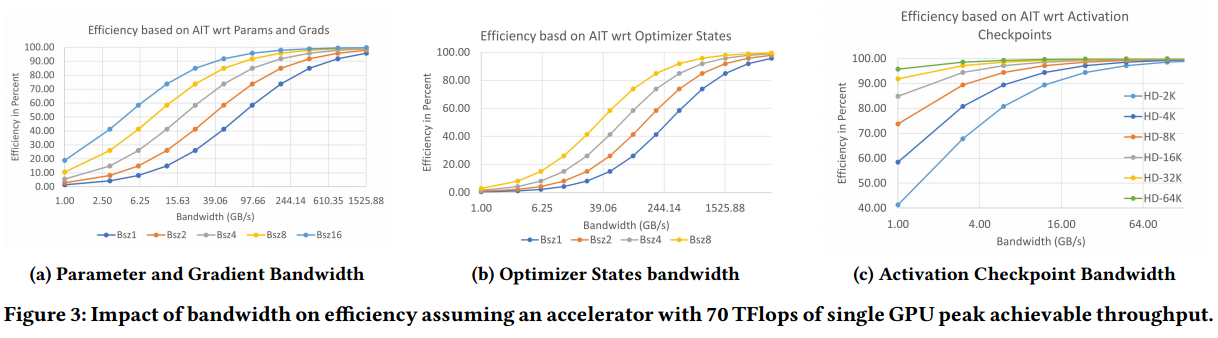 Efficiency based on AIT wrt Params and Grads
Efficiency in Percent
100.00
90.00
80.00
70.00
60.00
50.00
40.00
30.00
20.00
10.00
0.00
1.00 2.50 6.25 15.63 39.06 97.66 244.14 610.35 1525.88
Bandwidth (GB/s)
Bsz1 Bsz2 Bsz4 Bsz8 Bsz16
(a) Parameter and Gradient Bandwidth
Efficiency basd on AIT wrt Optimizer States
Efficiency in Percent
100.00
80.00
60.00
40.00
20.00
0.00
1.00 6.25 39.06 244.14 1525.88
Bandwidth (GB/s)
Bsz1 Bsz2 Bsz4 Bsz8
(b) Optimizer States bandwidth
Efficiency based on AIT wrt Activation
Checkpoints
Efficiency in Percent
100.00
90.00
80.00
70.00
60.00
50.00
40.00
HD-2K
HD-4K
HD-8K
HD-16K
HD-32K
HD-64K
1.00 4.00 16.00 64.00
Bandwidth (GB/s)
(c) Activation Checkpoint Bandwidth
Figure 3: Impact of bandwidth on efficiency assuming an accelerator with 70 TFlops of single GPU peak achievable throughput.